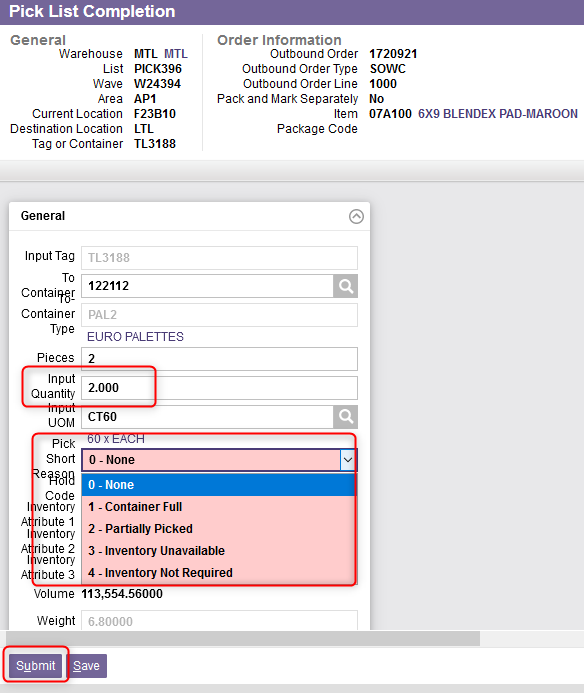 Pick List Completion
General
Warehouse MTL MTL
List PICK396
Wave W24394
Area AP1
Current Location F23B10
Destination Location LTL
Tag or Container TL3188
Order Information
Outbound Order 1720921
Outbound Order Type SOWC
Outbound Order Line 1000
Pack and Mark Separately No
Item 07A100 6X9 BLENDEX PAD-MAROON
Package Code
General
Input Tag TL3188
To
Container 122112
To-
Container PAL2
Type
EURO PALETTES
Pieces 2
Input
Quantity 2.000
Input
UOM CT60
60 x EACH
Pick
Short 0 - None
Reason
Hold
Code
0 - None
Inventory
Attribute 1
1 - Container Full
Inventory
Attribute 2
2 - Partially Picked
3 - Inventory Unavailable
Inventory
Attribute 3
4 - Inventory Not Required
Volume 113,554.56000
Weight 6.80000
Submit Save